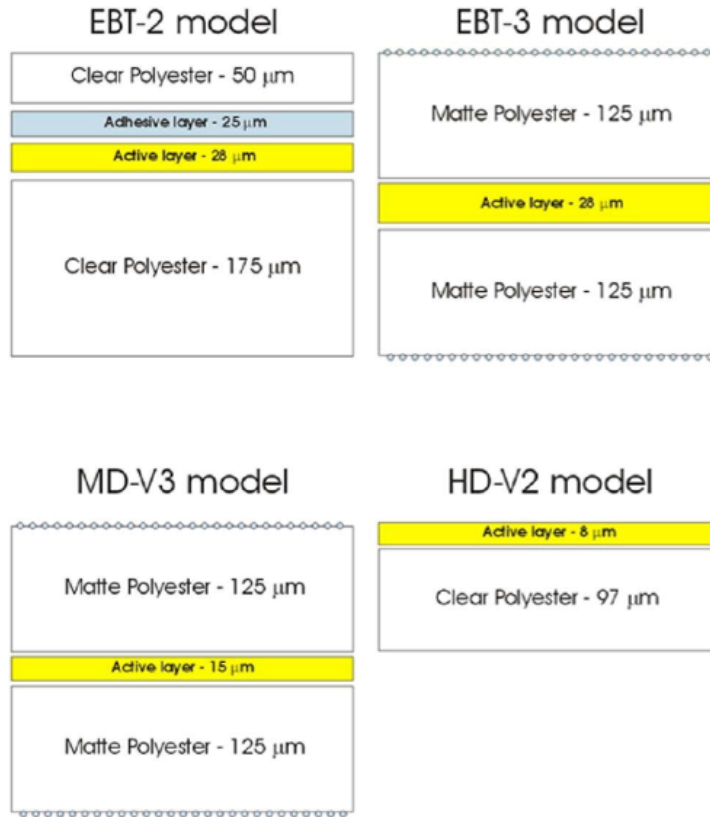 EBT-2 model
Clear Polyester - 50 μm
Adhesive layer - 25 μm
Active layer - 28 μm
Clear Polyester - 175 μm
EBT-3 model
Matte Polyester - 125 μm
Active layer - 28 μm
Matte Polyester - 125 μm
MD-V3 model
Matte Polyester - 125 μm
Active layer - 15 μm
Matte Polyester - 125 μm
HD-V2 model
Active layer - 8 μm
Clear Polyester - 97 μm